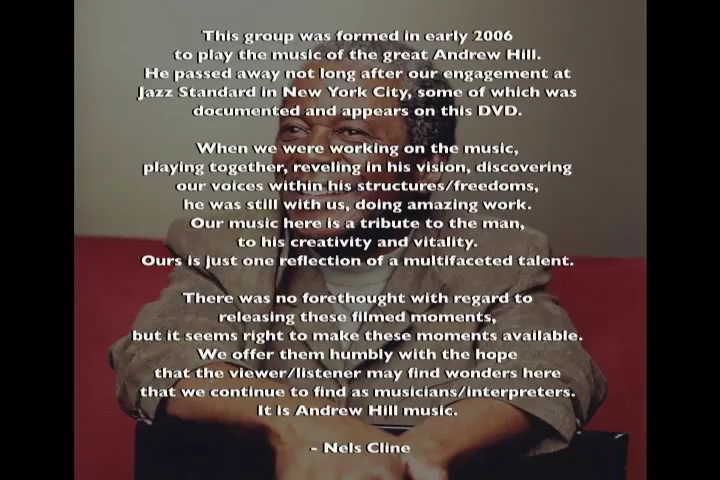 This group was formed in early 2006
to play the music of the great Andrew Hill.
He passed away not long after our engagement at
Jazz Standard in New York City, some of which was
documented and appears on this DVD.
When we were working on the music,
playing together, reveling in his vision, discovering
our voices within his structures/freedoms,
he was still with us, doing amazing work.
Our music here is a tribute to the man,
to his creativity and vitality.
Ours is just one reflection of a multifaceted talent.
There was no forethought with regard to
releasing these filmed moments,
but it seems right to make these moments available.
We offer them humbly with the hope
that the viewer/listener may find wonders here
that we continue to find as musicians/interpreters.
It is Andrew Hill music.
- Nels Cline